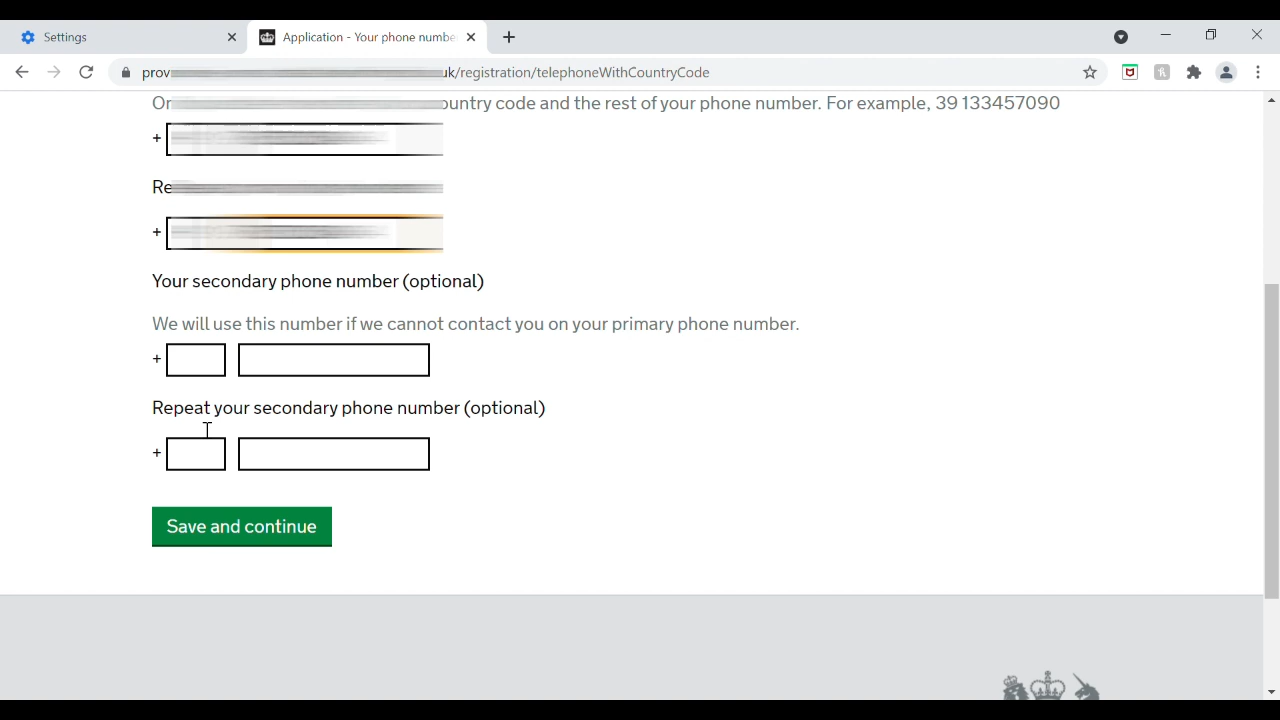 Settings
Application - Your phone numbe
prov uk/registration/telephoneWithCountryCode
country code and the rest of your phone number. For example, 39 133457090
+
Re
+
Your secondary phone number (optional)
We will use this number if we cannot contact you on your primary phone number.
+
Repeat your secondary phone number (optional)
+
Save and continue